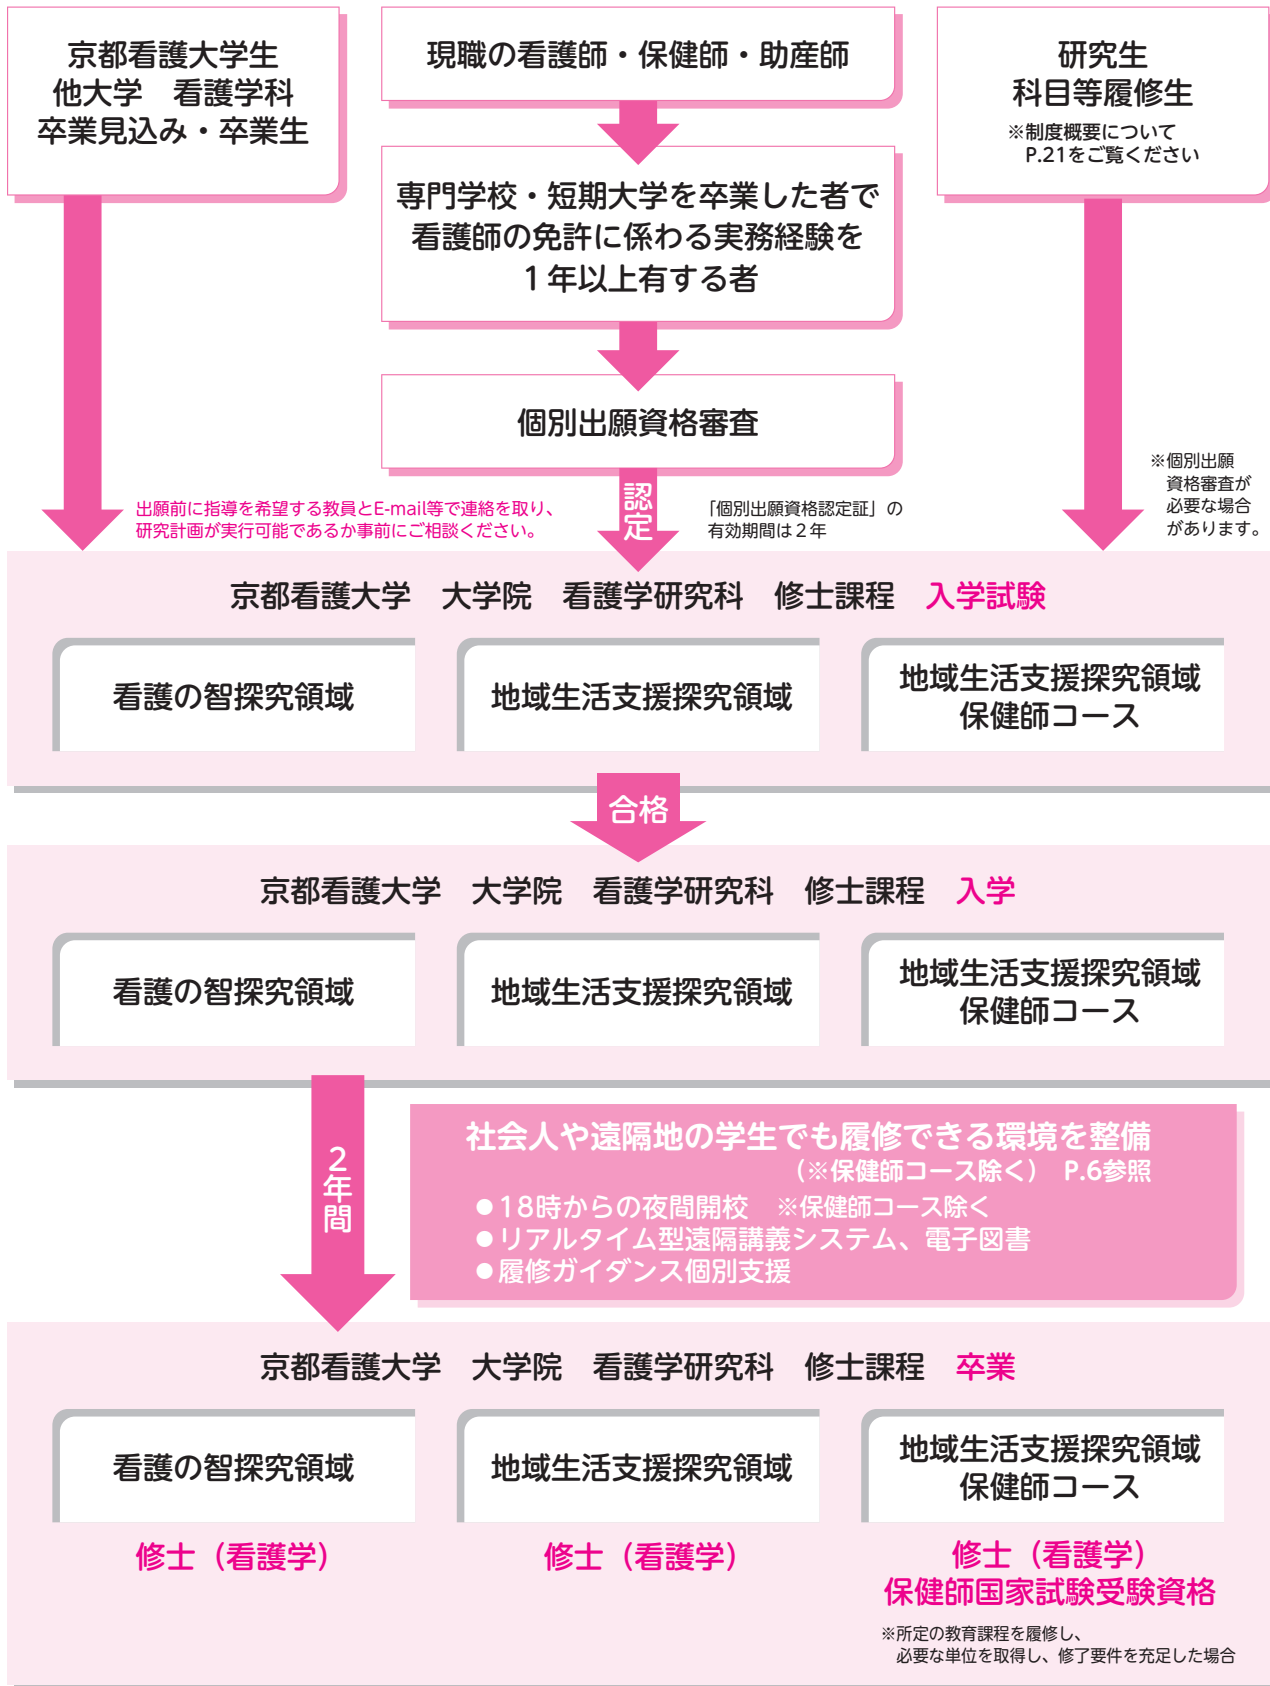 京都看護大学生
他大学　看護学科
卒業見込み・卒業生
現職の看護師・保健師・助産師
専門学校・短期大学を卒業した者で
看護師の免許に係わる実務経験を
１年以上有する者
個別出願資格審査
研究生
科目等履修生
※制度概要について
P.21をご覧ください
出願前に指導を希望する教員とE-mail等で連絡を取り、
研究計画が実行可能であるか事前にご相談ください。
認定
「個別出願資格認定証」の
有効期間は２年
※個別出願
資格審査が
必要な場合
があります。
京都看護大学　大学院　看護学研究科　修士課程　入学試験
看護の智探究領域
地域生活支援探究領域
地域生活支援探究領域
保健師コース
合格
京都看護大学　大学院　看護学研究科　修士課程　入学
看護の智探究領域
地域生活支援探究領域
地域生活支援探究領域
保健師コース
２年間
社会人や遠隔地の学生でも履修できる環境を整備
（※保健師コース除く）　P.6参照
●18時からの夜間開校　※保健師コース除く
●リアルタイム型遠隔講義システム、電子図書
●履修ガイダンス個別支援
京都看護大学　大学院　看護学研究科　修士課程　卒業
看護の智探究領域
地域生活支援探究領域
地域生活支援探究領域
保健師コース
修士（看護学）
修士（看護学）
修士（看護学）
保健師国家試験受験資格
※所定の教育課程を履修し、
必要な単位を取得し、修了要件を充足した場合